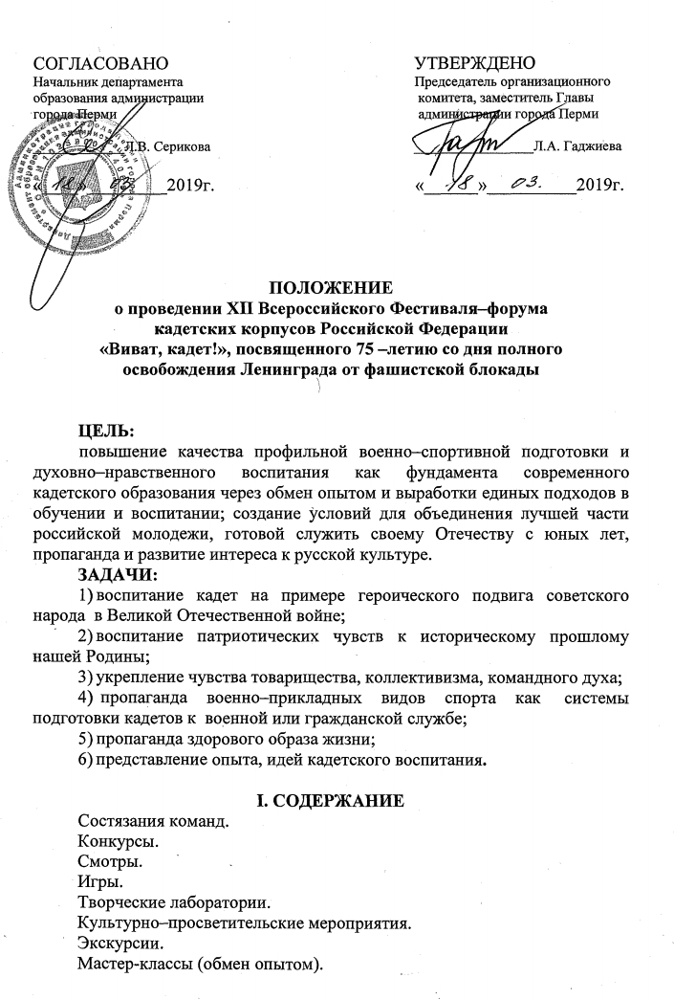 СОГЛАСОВАНО
Начальник департамента
образования администрации
города Перми
Л.В. Серикова
«18» 03. 2019г.
УТВЕРЖДЕНО
Председатель организационного
комитета, заместитель Главы
администрации города Перми
Л.А. Гаджиева
«18» 03. 2019г.
ПОЛОЖЕНИЕ
о проведении XII Всероссийского Фестиваля–форума
кадетских корпусов Российской Федерации
«Виват, кадет!», посвященного 75 –летию со дня полного
освобождения Ленинграда от фашистской блокады
ЦЕЛЬ:
повышение качества профильной военно–спортивной подготовки и
духовно–нравственного воспитания как фундамента современного
кадетского образования через обмен опытом и выработки единых подходов в
обучении и воспитании; создание условий для объединения лучшей части
российской молодежи, готовой служить своему Отечеству с юных лет,
пропаганда и развитие интереса к русской культуре.
ЗАДАЧИ:
1) воспитание кадет на примере героического подвига советского
народа в Великой Отечественной войне;
2) воспитание патриотических чувств к историческому прошлому
нашей Родины;
3) укрепление чувства товарищества, коллективизма, командного духа;
4) пропаганда военно–прикладных видов спорта как системы
подготовки кадетов к военной или гражданской службе;
5) пропаганда здорового образа жизни;
6) представление опыта, идей кадетского воспитания.
I. СОДЕРЖАНИЕ
Состязания команд.
Конкурсы.
Смотры.
Игры.
Творческие лаборатории.
Культурно–просветительские мероприятия.
Экскурсии.
Мастер-классы (обмен опытом).